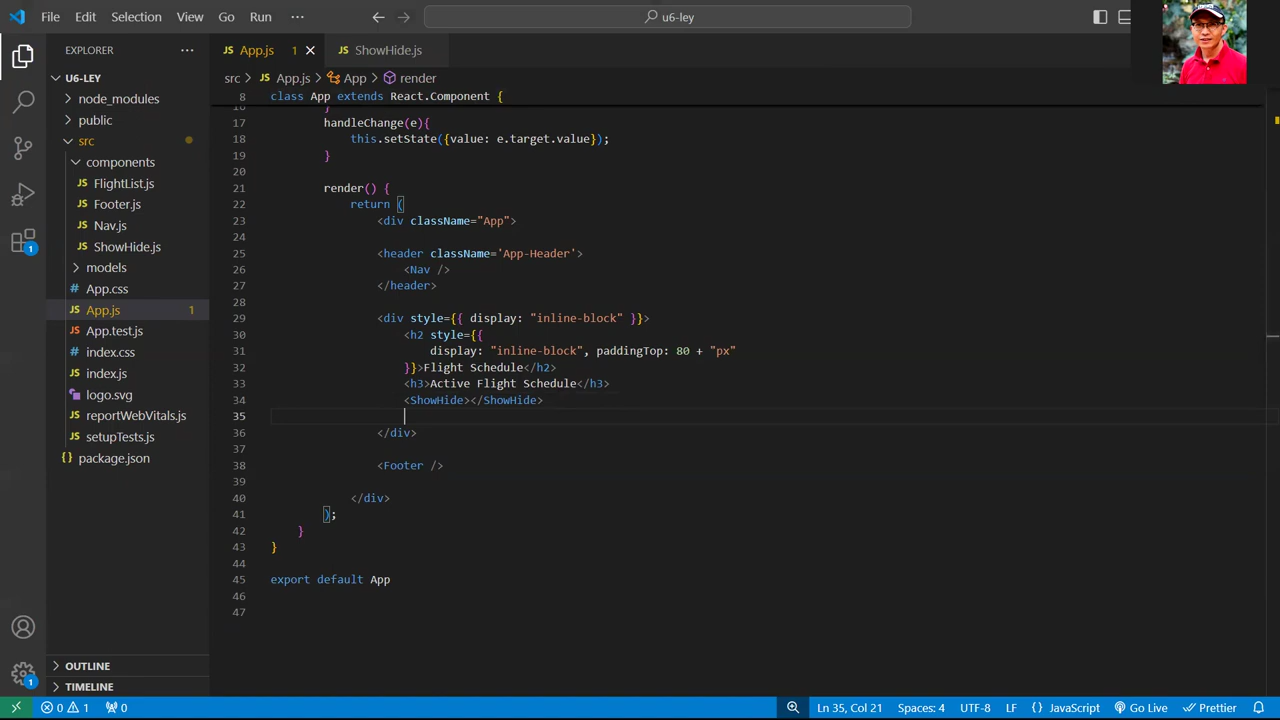 File Edit Selection View Go Run ··· u6-ley
EXPLORER ··· App.js 1 ShowHide.js
U6-LEY
node_modules
public
src
components
FlightList.js
Footer.js
Nav.js
ShowHide.js
models
App.css
App.js 1
App.test.js
index.css
index.js
logo.svg
reportWebVitals.js
setupTests.js
package.json
OUTLINE
TIMELINE
1
1
src > App.js > App > render
8 class App extends React.Component {
16 }
17 handleChange(e){
18 this.setState({value: e.target.value});
19 }
20
21 render() {
22 return (
23 <div className="App">
24
25 <header className='App-Header'>
26 <Nav />
27 </header>
28
29 <div style={{ display: "inline-block" }}>
30 <h2 style={{
31 display: "inline-block", paddingTop: 80 + "px"
32 }}>Flight Schedule</h2>
33 <h3>Active Flight Schedule</h3>
34 <ShowHide></ShowHide>
35
36 </div>
37
38 <Footer />
39
40 </div>
41 );
42 }
43 }
44
45 export default App
46
47
0 1 0 Ln 35, Col 21 Spaces: 4 UTF-8 LF {} JavaScript Go Live Prettier